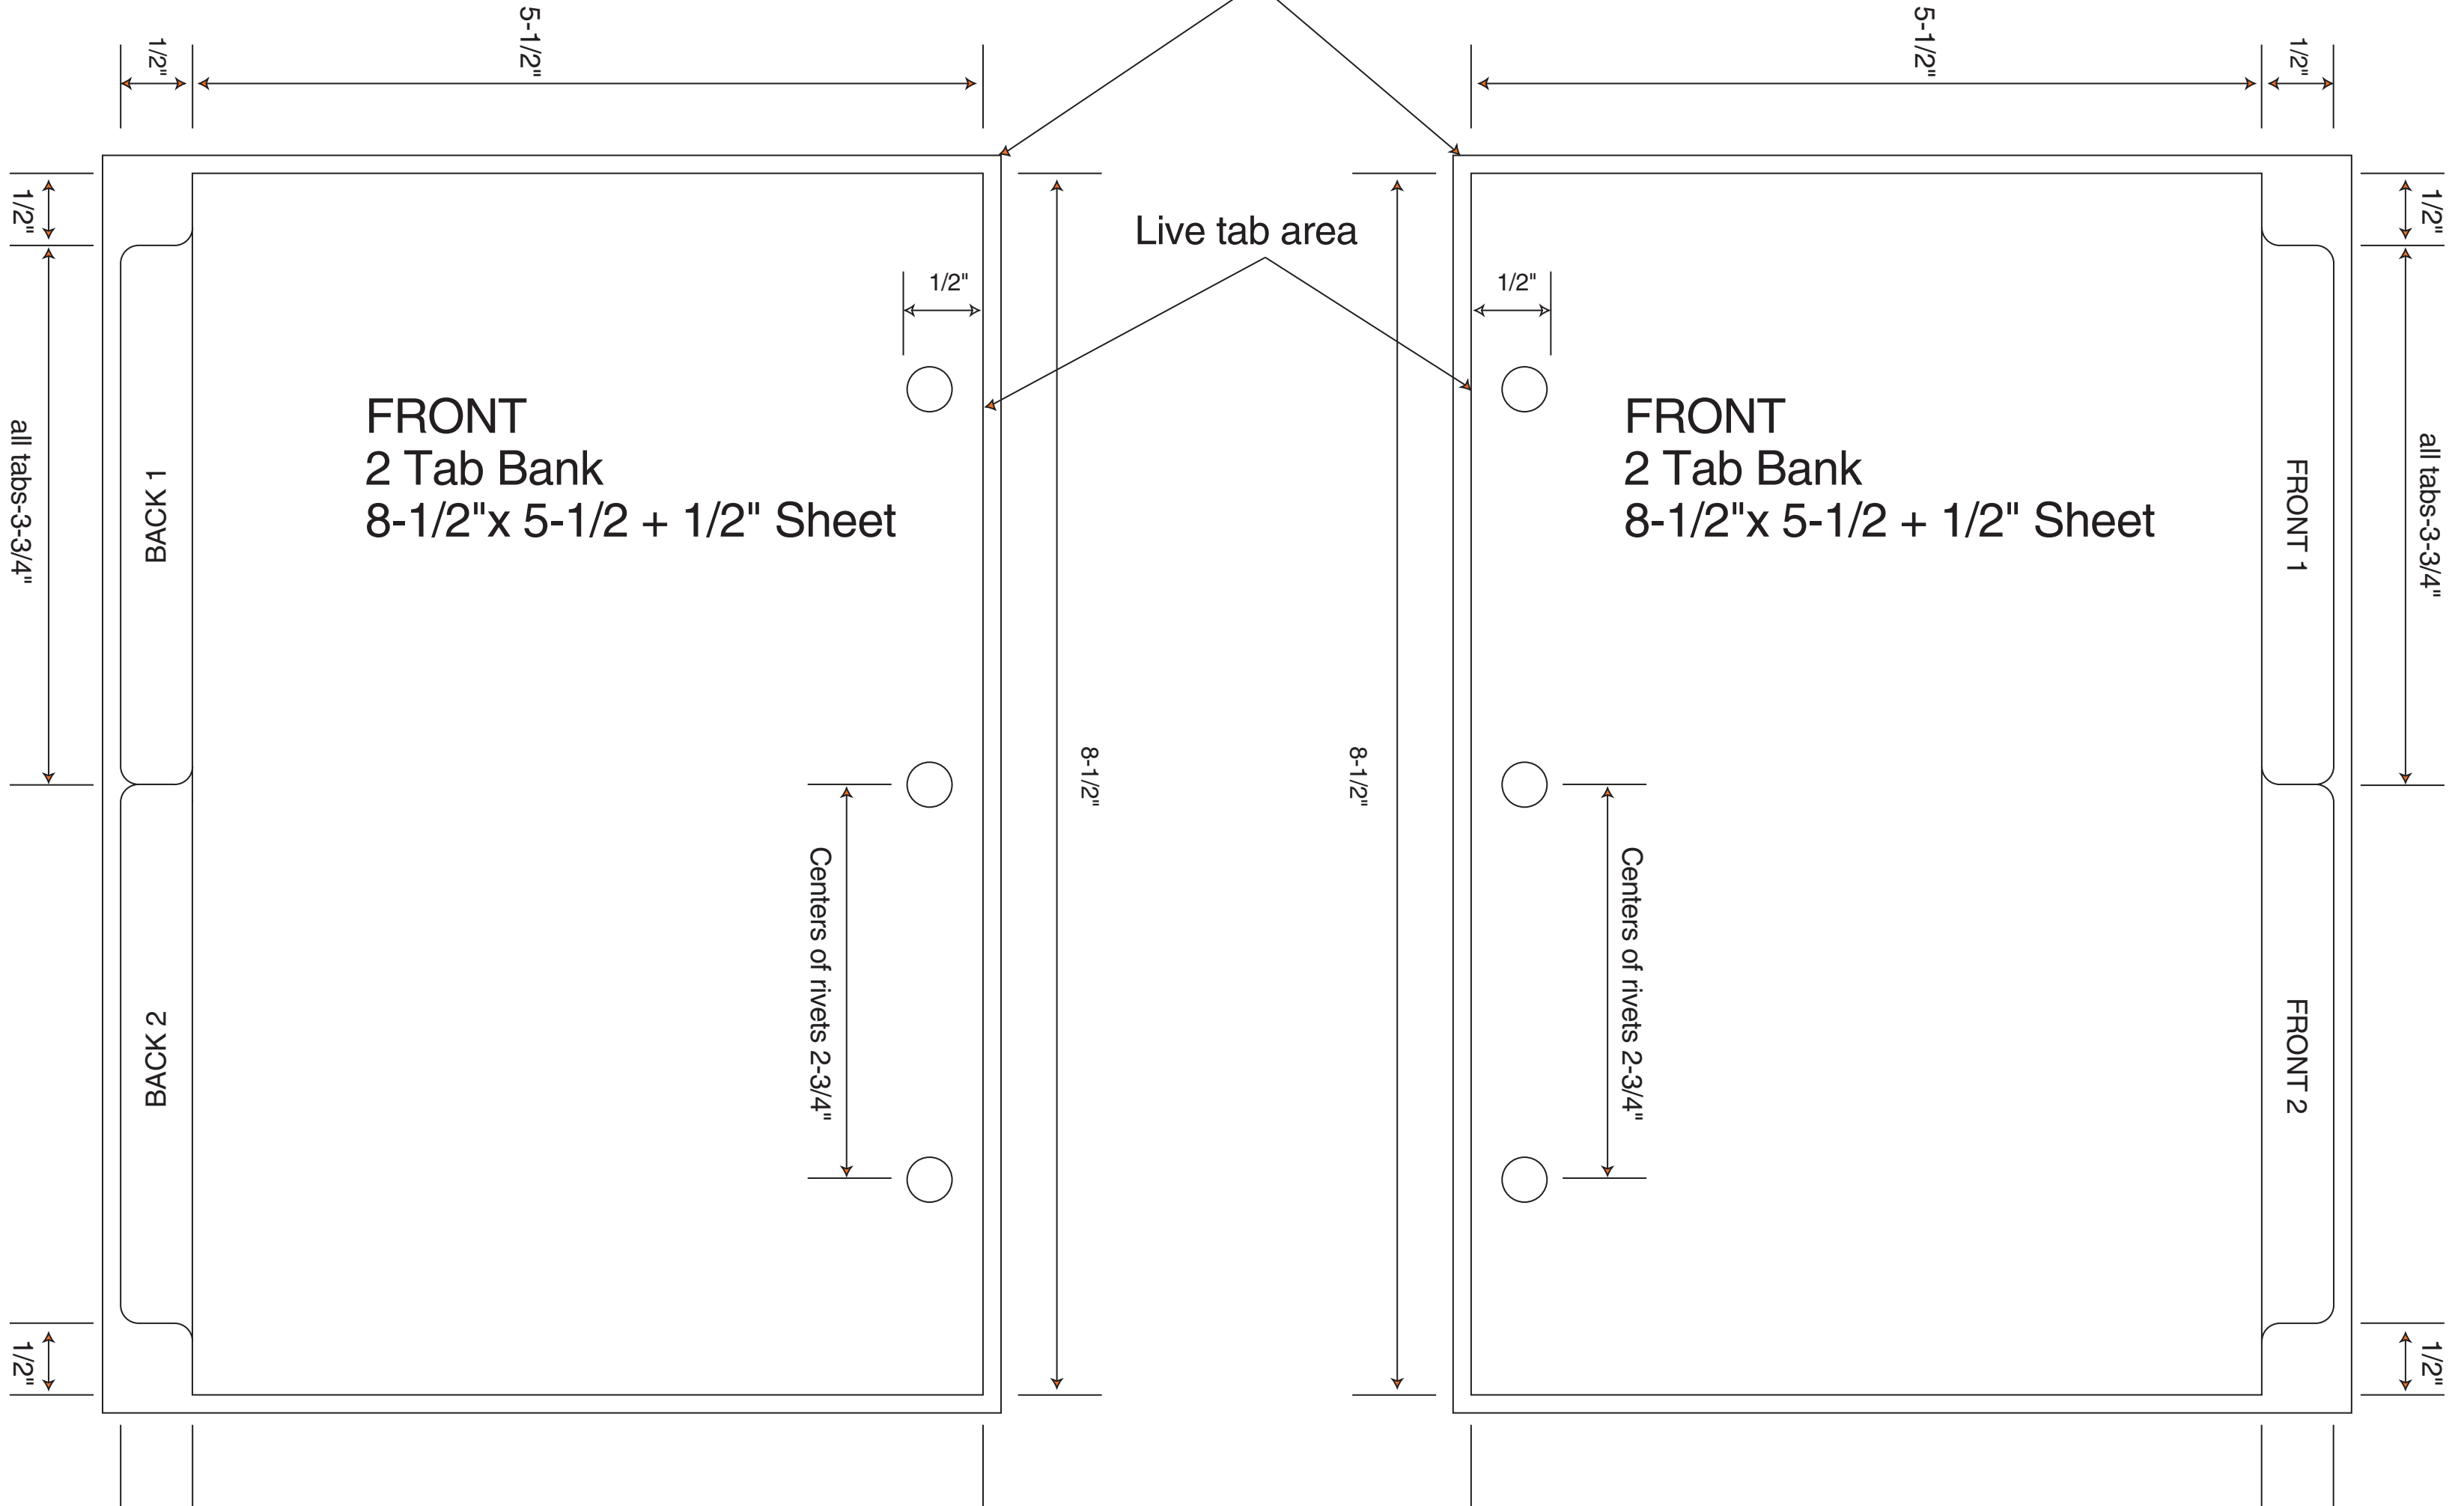 5-1/2"
5-1/2"
1/2"
1/2"
1/2"
1/2"
Live tab area
1/2"
1/2"
FRONT
2 Tab Bank
8-1/2"x 5-1/2 + 1/2" Sheet
FRONT
2 Tab Bank
8-1/2"x 5-1/2 + 1/2" Sheet
all tabs-3-3/4"
BACK 1
FRONT 1
all tabs-3-3/4"
8-1/2"
8-1/2"
Centers of rivets 2-3/4"
Centers of rivets 2-3/4"
BACK 2
FRONT 2
1/2"
1/2"